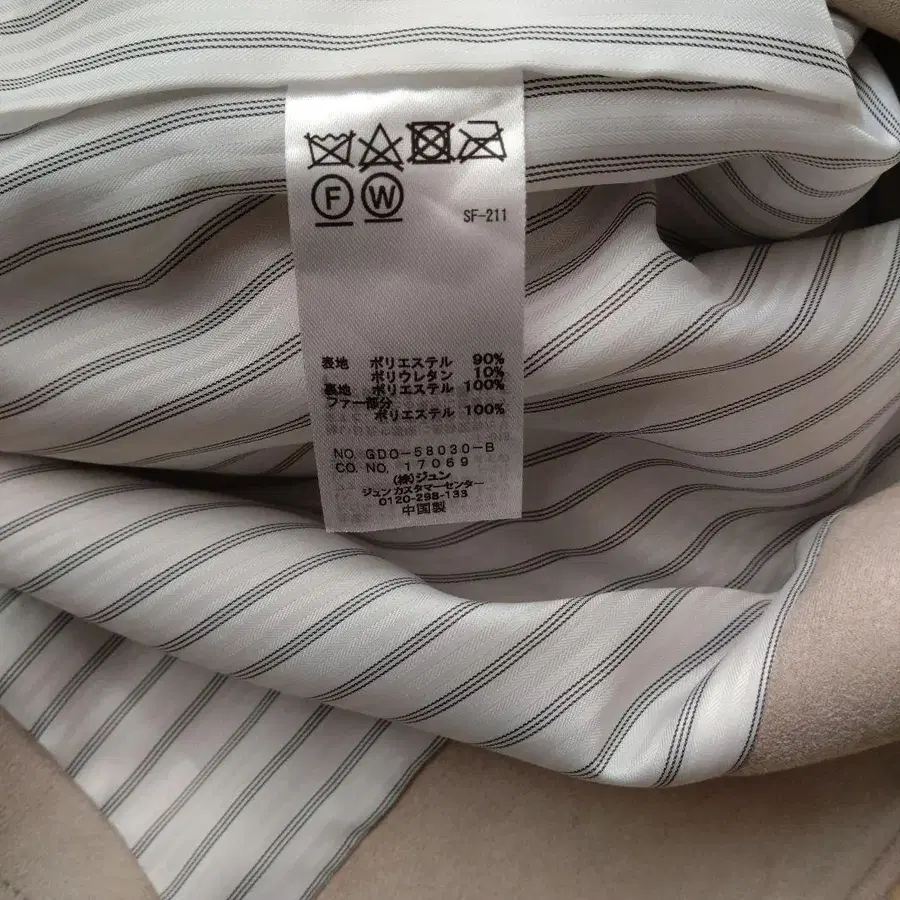 F W
SF-211
表地 ポリエステル 90%
ポリウレタン 10%
裏地 ポリエステル 100%
ファー部分
ポリエステル 100%
NO. GDO-58030-B
CO. NO. 17069
(株)ジュン
ジュン カスタマーセンター
0120-298-133
中国製